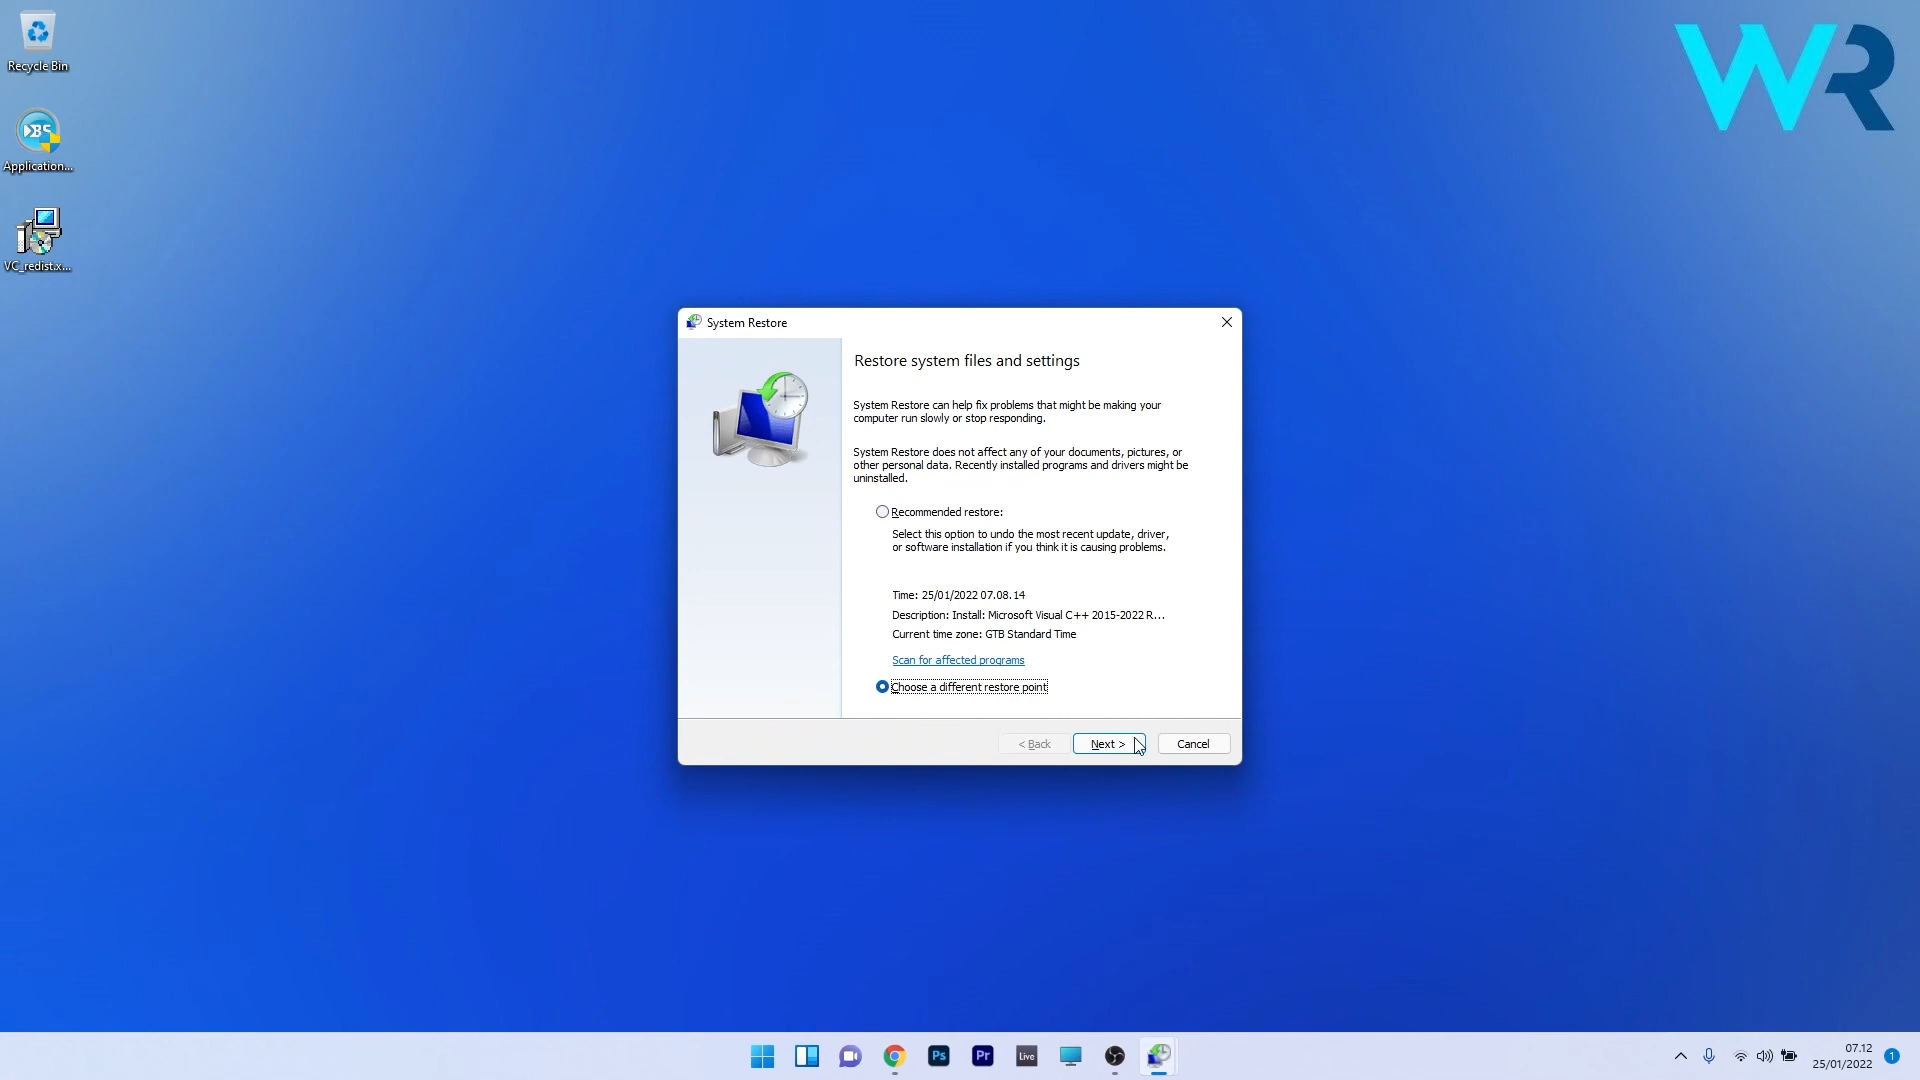 Recycle Bin
Application...
VC_redist.x...
WR
System Restore
Restore system files and settings
System Restore can help fix problems that might be making your
computer run slowly or stop responding.
System Restore does not affect any of your documents, pictures, or
other personal data. Recently installed programs and drivers might be
uninstalled.
Recommended restore:
Select this option to undo the most recent update, driver,
or software installation if you think it is causing problems.
Time: 25/01/2022 07.08.14
Description: Install: Microsoft Visual C++ 2015-2022 R...
Current time zone: GTB Standard Time
Scan for affected programs
Choose a different restore point
< Back
Next >
Cancel
Ps
Pr
Live
07.12
25/01/2022
1